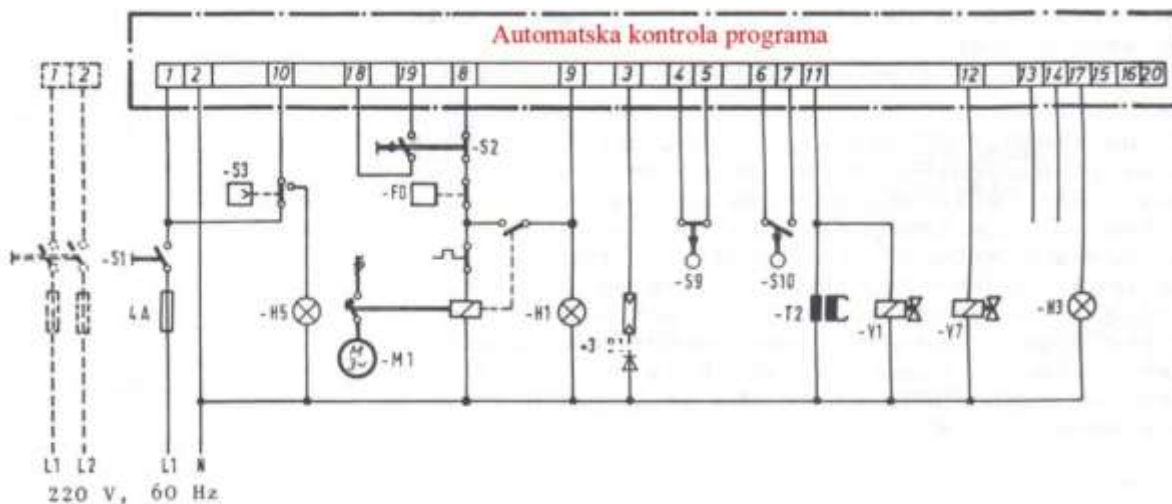 Automatska kontrola programa
1 2 1 2 10 18 19 8 9 3 4 5 6 7 11 12 13 14 17 15 16 20
-S2
-S3
-F0
-S1
-S9
-S10
4A
-H5
-H1
-T2
-Y1
-Y7
-H3
M
3~
-M1
+3
L1 L2 L1 N
220 V, 60 Hz